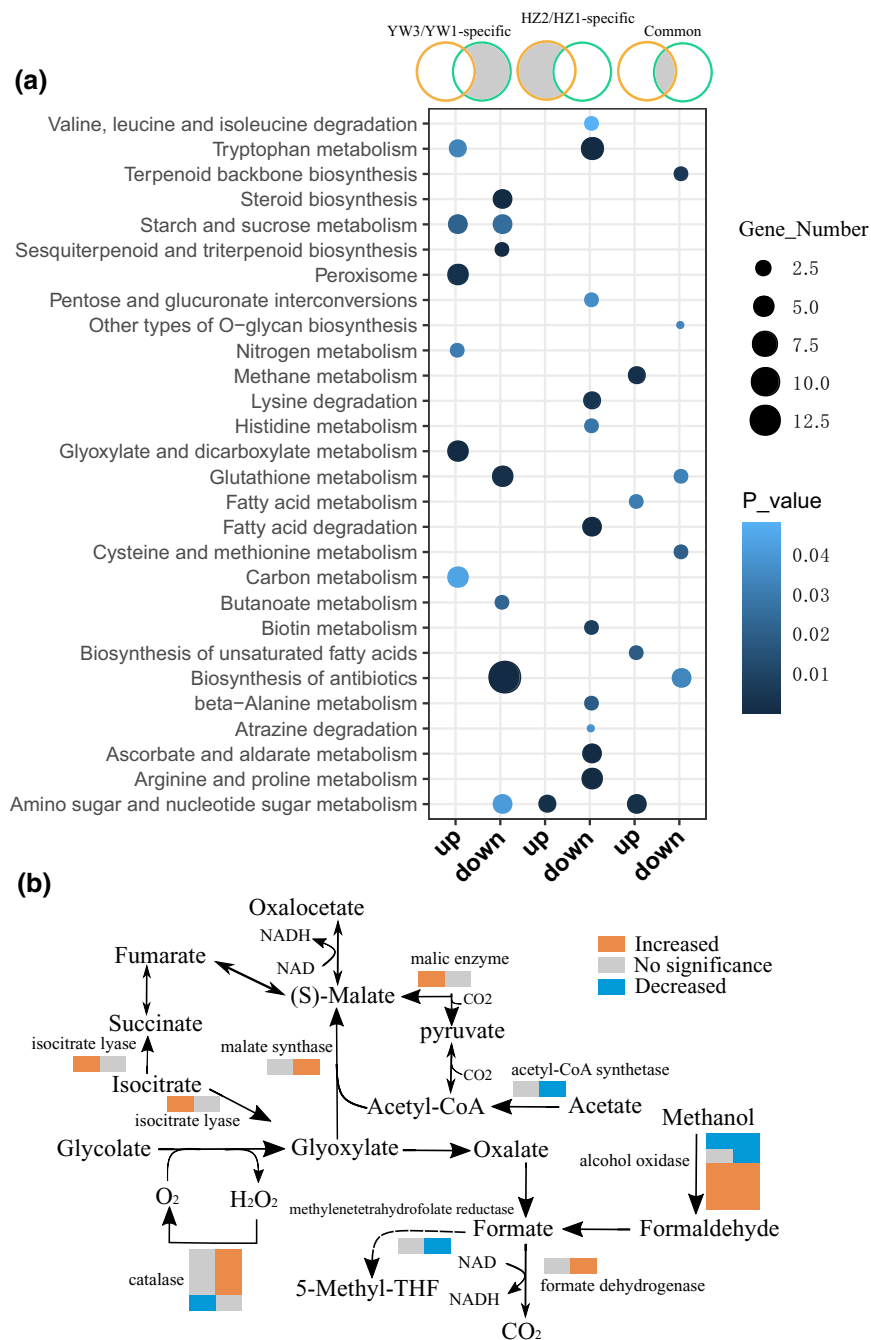 YW3/YW1-specific
HZ2/HZ1-specific
Common
(a)
Valine, leucine and isoleucine degradation
Tryptophan metabolism
Terpenoid backbone biosynthesis
Steroid biosynthesis
Starch and sucrose metabolism
Sesquiterpenoid and triterpenoid biosynthesis
Peroxisome
Pentose and glucuronate interconversions
Other types of O−glycan biosynthesis
Nitrogen metabolism
Methane metabolism
Lysine degradation
Histidine metabolism
Glyoxylate and dicarboxylate metabolism
Glutathione metabolism
Fatty acid metabolism
Fatty acid degradation
Cysteine and methionine metabolism
Carbon metabolism
Butanoate metabolism
Biotin metabolism
Biosynthesis of unsaturated fatty acids
Biosynthesis of antibiotics
beta−Alanine metabolism
Atrazine degradation
Ascorbate and aldarate metabolism
Arginine and proline metabolism
Amino sugar and nucleotide sugar metabolism
up down up down up down
Gene_Number
2.5
5.0
7.5
10.0
12.5
P_value
0.04
0.03
0.02
0.01
(b)
Increased
No significance
Decreased
Oxalocetate
NADH
NAD
Fumarate
(S)-Malate
malic enzyme
CO2
pyruvate
Succinate
isocitrate lyase
malate synthase
CO2
acetyl-CoA synthetase
Isocitrate
isocitrate lyase
Acetyl-CoA
Acetate
Methanol
Glycolate
Glyoxylate
Oxalate
alcohol oxidase
O2
H2O2
methylenetetrahydrofolate reductase
Formate
Formaldehyde
catalase
5-Methyl-THF
NAD
NADH
formate dehydrogenase
CO2